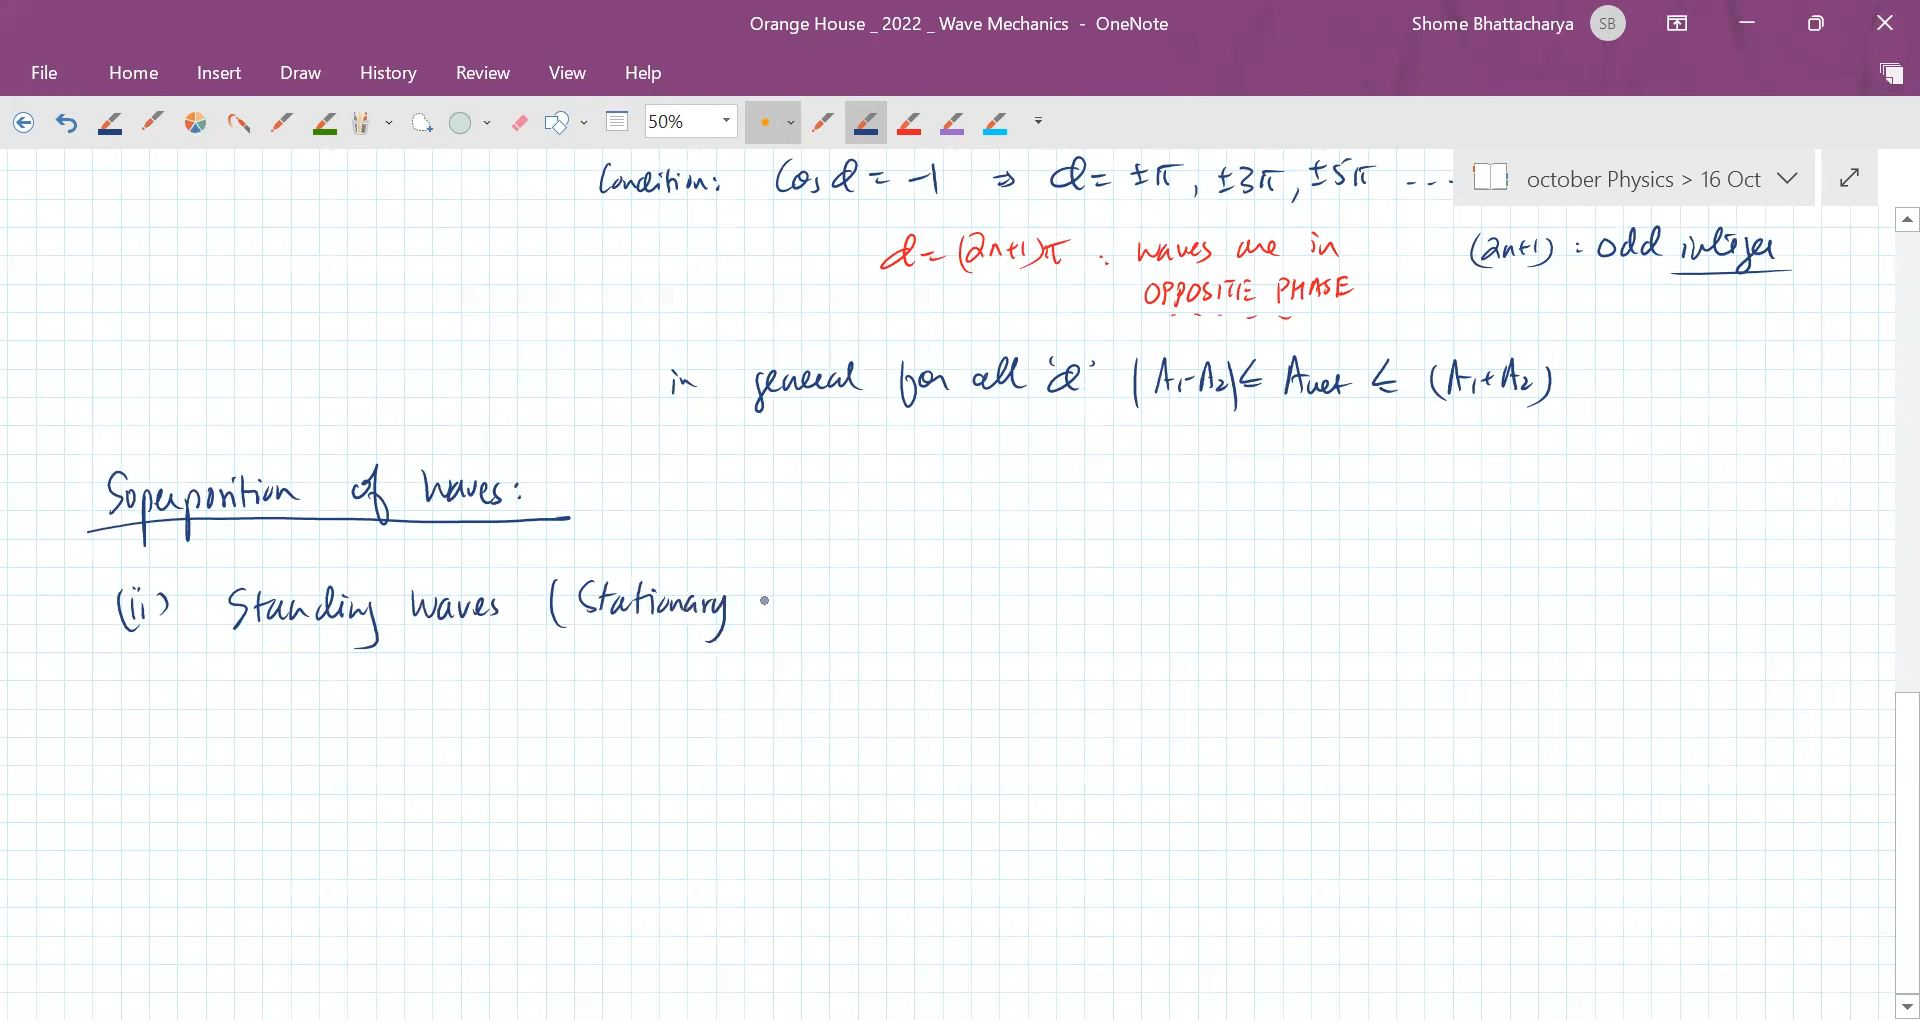 Orange House _ 2022 _ Wave Mechanics - OneNote
Shome Bhattacharya SB
File Home Insert Draw History Review View Help
50%
october Physics > 16 Oct
Condition: Cos α = -1 ⇒ α = ±π, ±3π, ±5π ---
α = (2n+1)π : waves are in
OPPOSITE PHASE
(2n+1) : odd integer
in general for all 'α' |A₁-A₂| ≤ Anet ≤ (A₁+A₂)
Superposition of Waves:
(ii) Standing Waves (Stationary